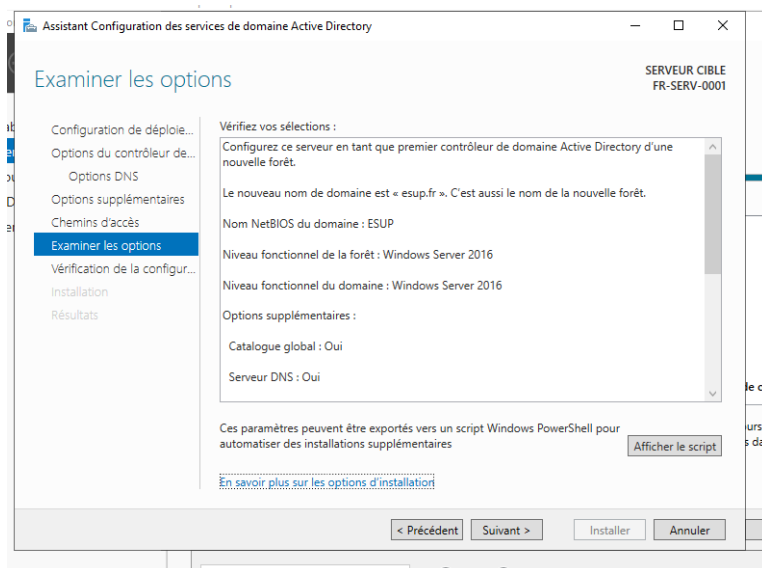 Assistant Configuration des services de domaine Active Directory
Examiner les options
SERVEUR CIBLE
FR-SERV-0001
Configuration de déploie...
Options du contrôleur de...
Options DNS
Options supplémentaires
Chemins d'accès
Examiner les options
Vérification de la configur...
Installation
Résultats
Vérifiez vos sélections :
Configurez ce serveur en tant que premier contrôleur de domaine Active Directory d'une
nouvelle forêt.
Le nouveau nom de domaine est « esup.fr ». C'est aussi le nom de la nouvelle forêt.
Nom NetBIOS du domaine : ESUP
Niveau fonctionnel de la forêt : Windows Server 2016
Niveau fonctionnel du domaine : Windows Server 2016
Options supplémentaires :
Catalogue global : Oui
Serveur DNS : Oui
Ces paramètres peuvent être exportés vers un script Windows PowerShell pour
automatiser des installations supplémentaires
Afficher le script
En savoir plus sur les options d'installation
< Précédent
Suivant >
Installer
Annuler